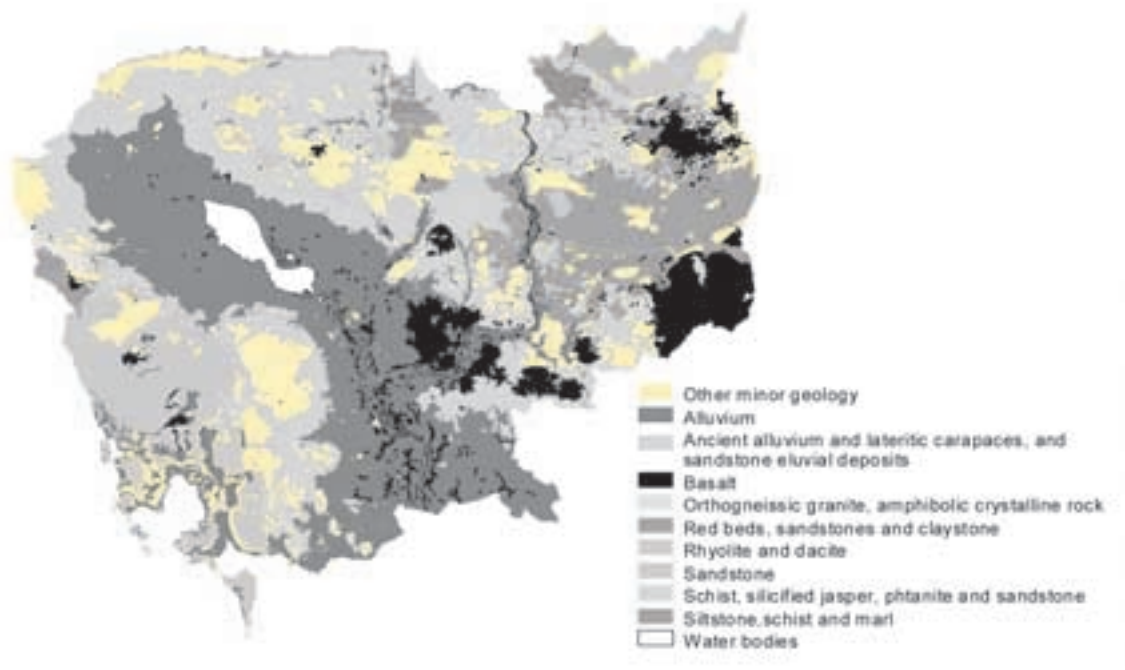 Other minor geology
Alluvium
Ancient alluvium and lateritic carapaces, and
sandstone eluvial deposits
Basalt
Orthogneissic granite, amphibolic crystalline rock
Red beds, sandstones and claystone
Rhyolite and dacite
Sandstone
Schist, silicified jasper, phtanite and sandstone
Siltstone,schist and marl
Water bodies